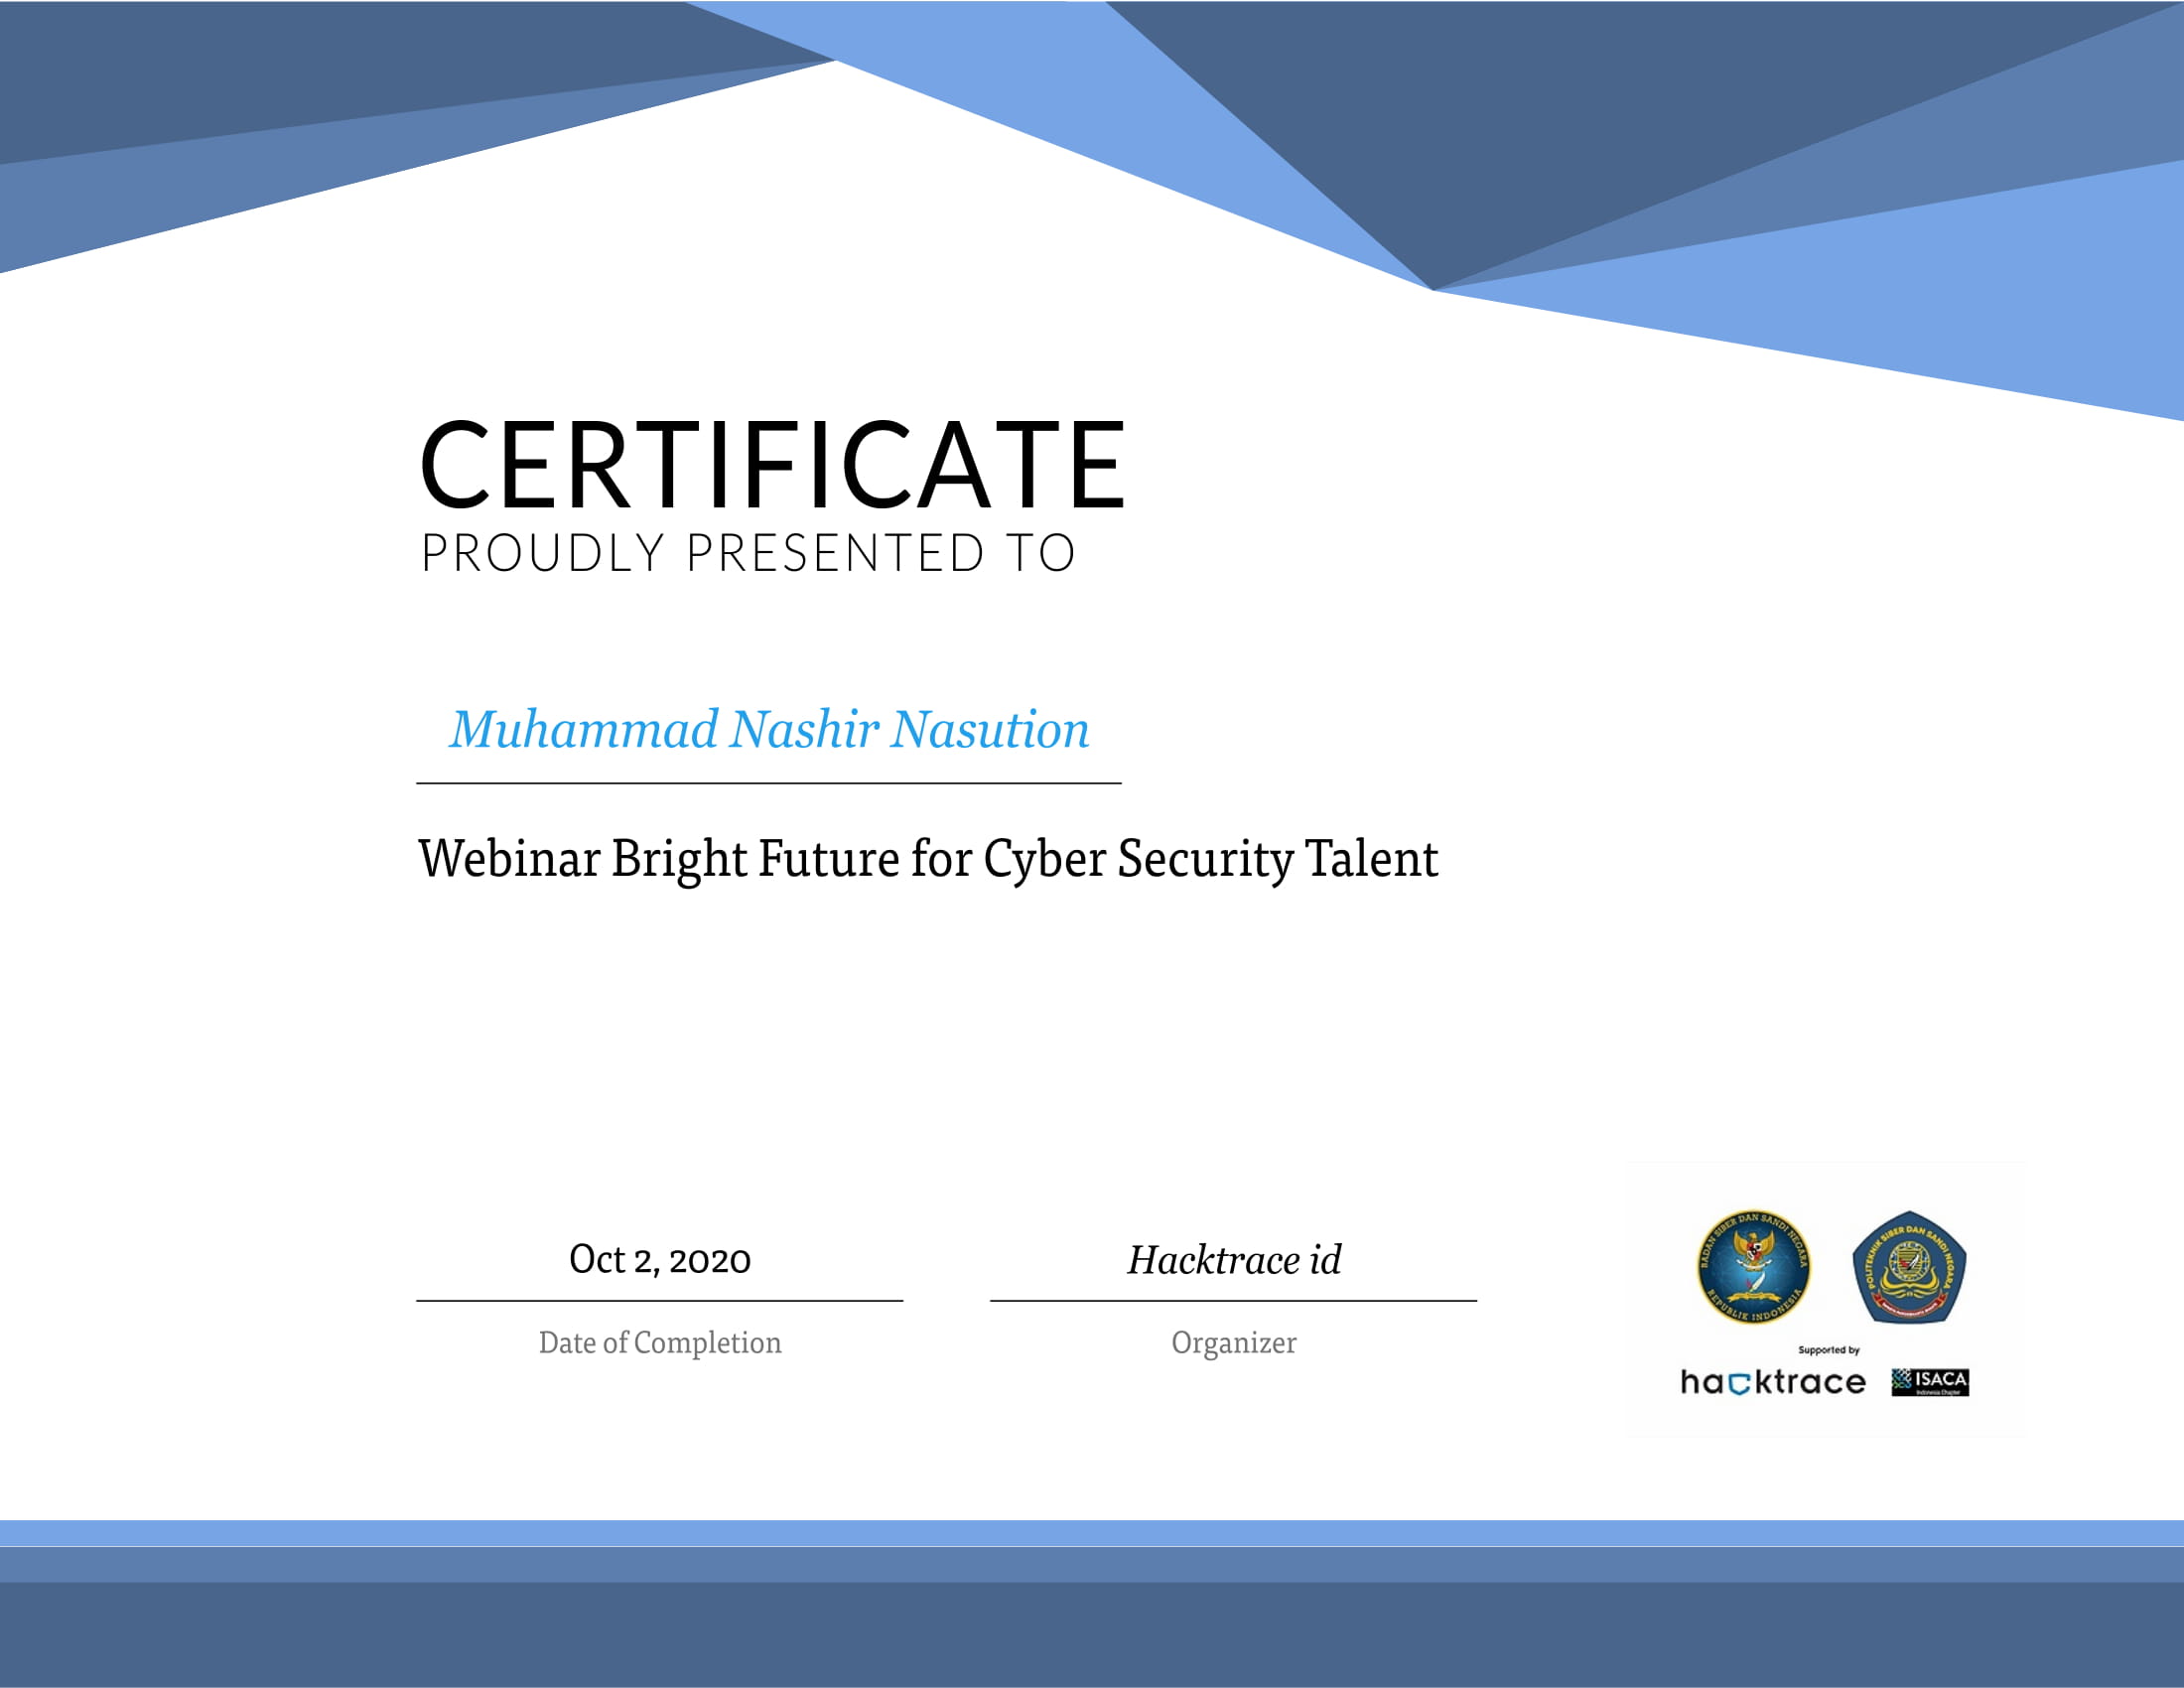 CERTIFICATE
PROUDLY PRESENTED TO
Muhammad Nashir Nasution
Webinar Bright Future for Cyber Security Talent
Oct 2, 2020
Date of Completion
Hacktrace id
Organizer
BADAN SIBER DAN SANDI NEGARA
REPUBLIK INDONESIA
POLITEKNIK SIBER DAN SANDI NEGARA
Supported by
hacktrace
ISACA
Indonesia Chapter